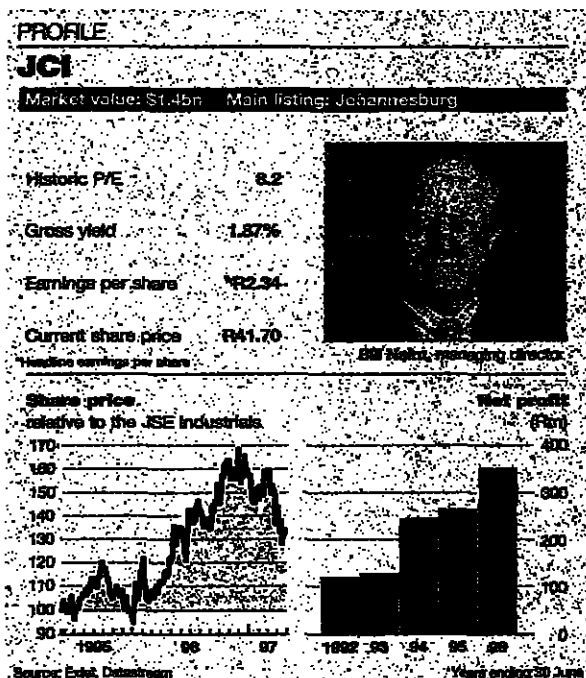 PROFILE
JCI
Market value: $1.4bn Main listing: Johannesburg
Historic P/E 8.2
Gross yield 1.87%
Earnings per share *R2.34
Current share price R41.70
*Headline earnings per share
Bill Nairn, managing director
Share price
relative to the JSE Industrials
170
160
150
140
130
120
110
100
90
1995 96 97
Net profit
(Rm)
400
300
200
100
0
1992 93 94 95 96
Source: Extel, Datastream
Years ending 30 June